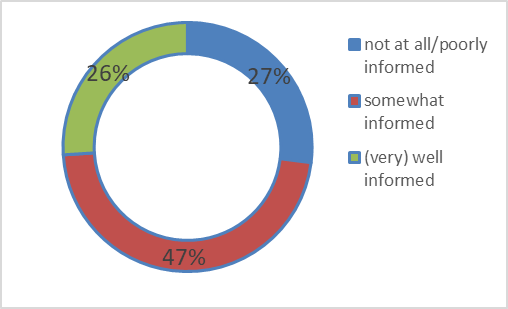 26%
27%
47%
not at all/poorly
informed
somewhat
informed
(very) well
informed